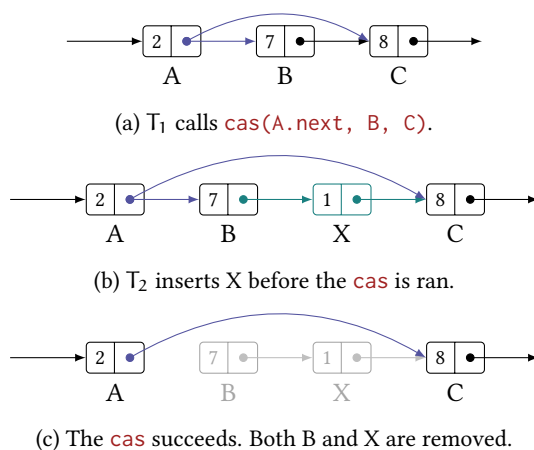 2 7 8
A B C
(a) T₁ calls cas(A.next, B, C).
2 7 1 8
A B X C
(b) T₂ inserts X before the cas is ran.
2 7 1 8
A B X C
(c) The cas succeeds. Both B and X are removed.